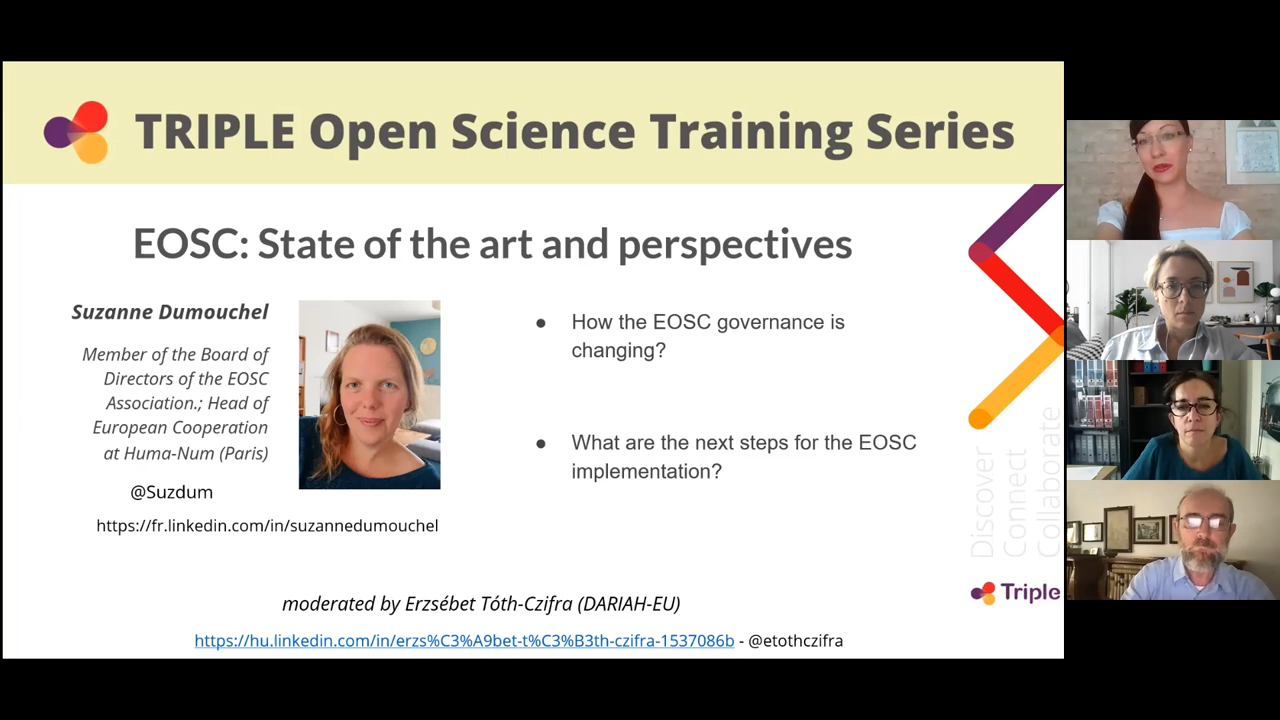 TRIPLE Open Science Training Series
EOSC: State of the art and perspectives
Suzanne Dumouchel
Member of the Board of
Directors of the EOSC
Association.; Head of
European Cooperation
at Huma-Num (Paris)
@Suzdum
https://fr.linkedin.com/in/suzannedumouchel
● How the EOSC governance is
changing?
● What are the next steps for the EOSC
implementation?
Discover
Connect
Collaborate
Triple
moderated by Erzsébet Tóth-Czifra (DARIAH-EU)
https://hu.linkedin.com/in/erzs%C3%A9bet-t%C3%B3th-czifra-1537086b - @etothczifra